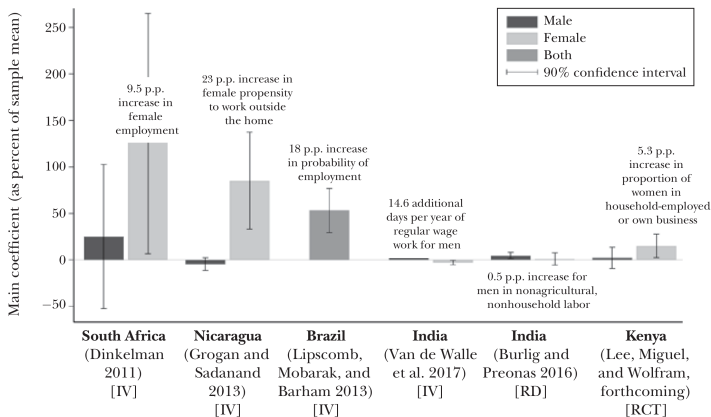 Main coefficient (as percent of sample mean)
250
200
150
100
50
0
−50
Male
Female
Both
90% confidence interval
9.5 p.p.
increase in
female
employment
23 p.p. increase in
female propensity
to work outside
the home
18 p.p. increase
in probability of
employment
14.6 additional
days per year of
regular wage
work for men
0.5 p.p. increase for
men in nonagricultural,
nonhousehold labor
5.3 p.p.
increase in
proportion of
women in
household-employed
or own business
South Africa
(Dinkelman
2011)
[IV]
Nicaragua
(Grogan and
Sadanand
2013)
[IV]
Brazil
(Lipscomb,
Mobarak, and
Barham 2013)
[IV]
India
(Van de Walle
et al. 2017)
[IV]
India
(Burlig and
Preonas 2016)
[RD]
Kenya
(Lee, Miguel,
and Wolfram,
forthcoming)
[RCT]